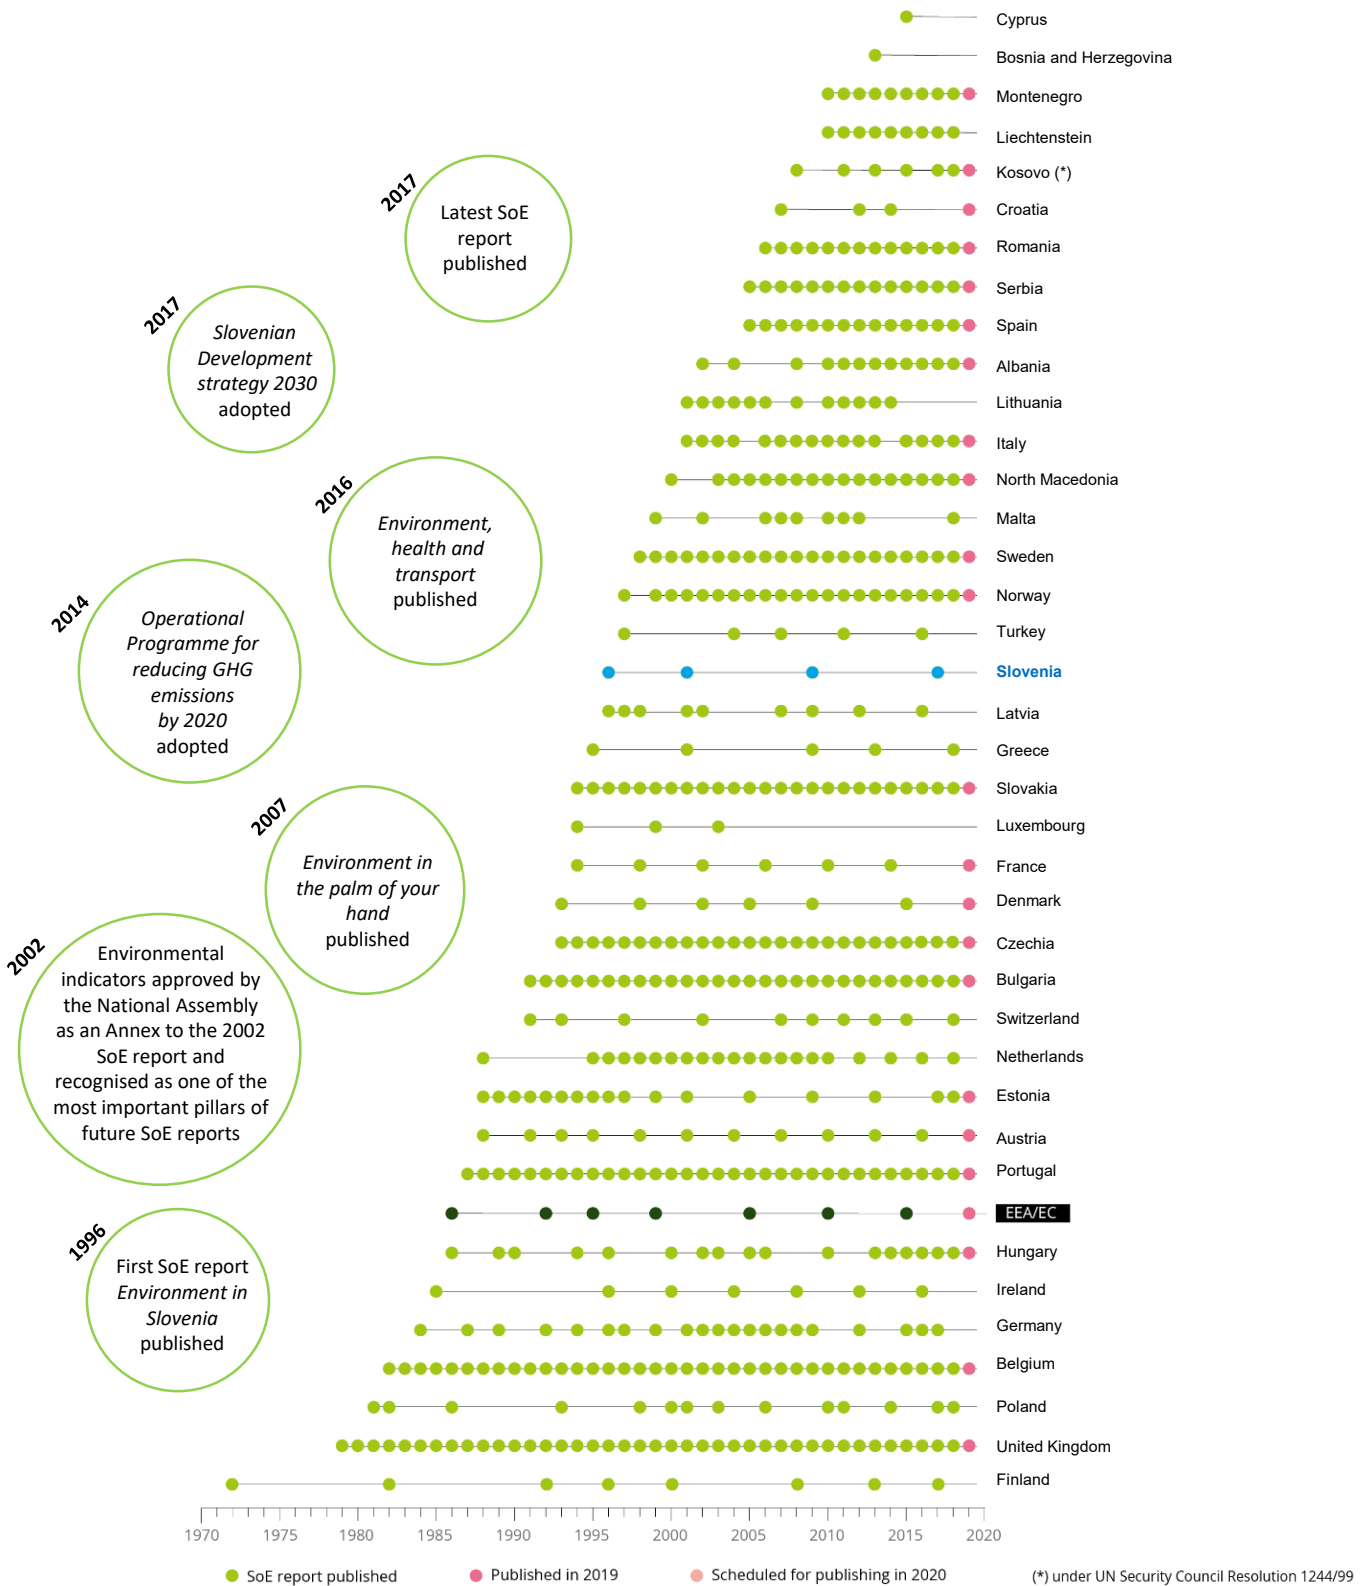 Cyprus
Bosnia and Herzegovina
Montenegro
Liechtenstein
Kosovo (*)
Croatia
Romania
Serbia
Spain
Albania
Lithuania
Italy
North Macedonia
Malta
Sweden
Norway
Turkey
Slovenia
Latvia
Greece
Slovakia
Luxembourg
France
Denmark
Czechia
Bulgaria
Switzerland
Netherlands
Estonia
Austria
Portugal
EEA/EC
Hungary
Ireland
Germany
Belgium
Poland
United Kingdom
Finland
2017
Latest SoE
report
published
2017
Slovenian
Development
strategy 2030
adopted
2016
Environment,
health and
transport
published
2014
Operational
Programme for
reducing GHG
emissions
by 2020
adopted
2007
Environment in
the palm of your
hand
published
2002
Environmental
indicators approved by
the National Assembly
as an Annex to the 2002
SoE report and
recognised as one of the
most important pillars of
future SoE reports
1996
First SoE report
Environment in
Slovenia
published
1970 1975 1980 1985 1990 1995 2000 2005 2010 2015 2020
SoE report published Published in 2019 Scheduled for publishing in 2020 (*) under UN Security Council Resolution 1244/99